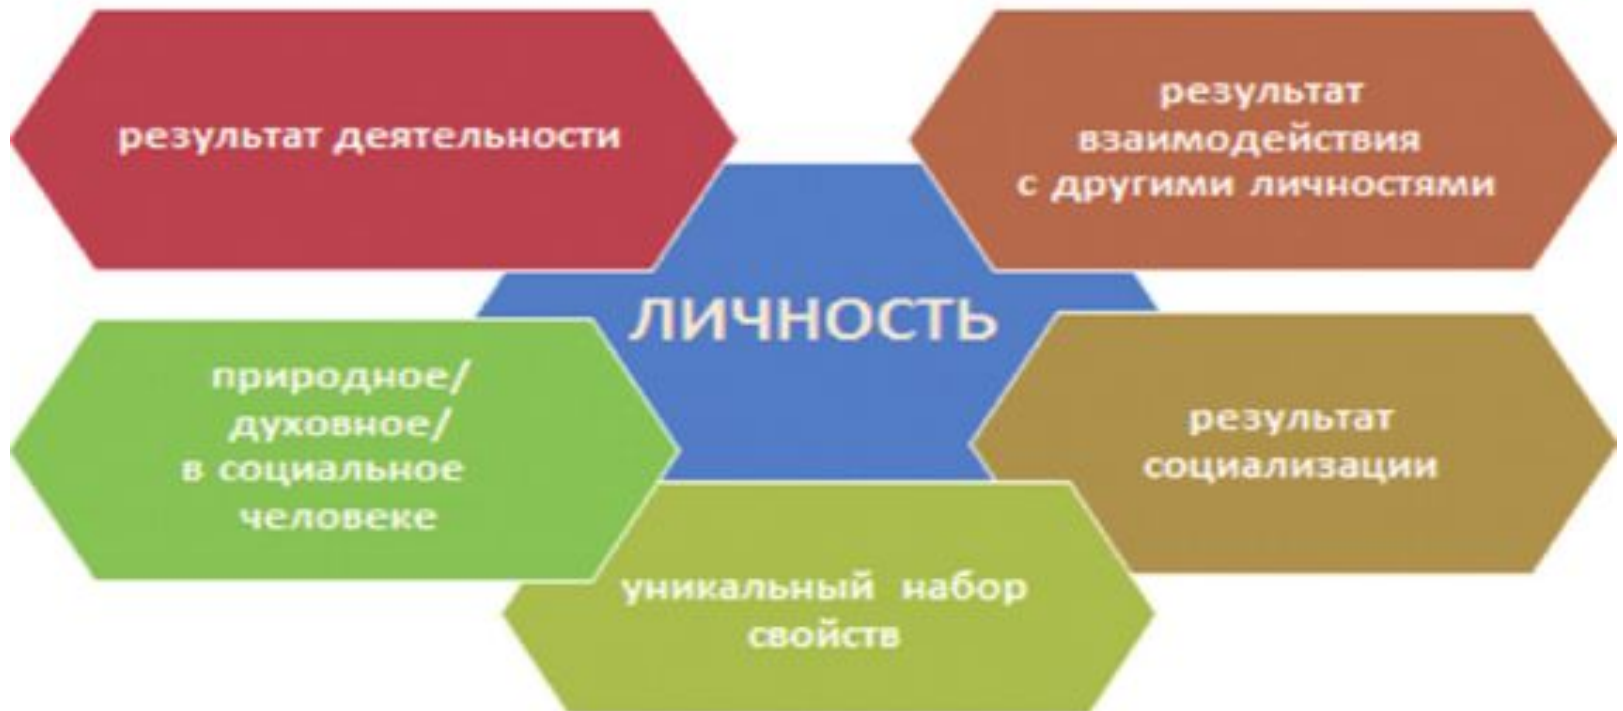 результат деятельности
результат
взаимодействия
с другими личностями
ЛИЧНОСТЬ
природное/
духовное/
в социальное
человеке
результат
социализации
уникальный набор
свойств